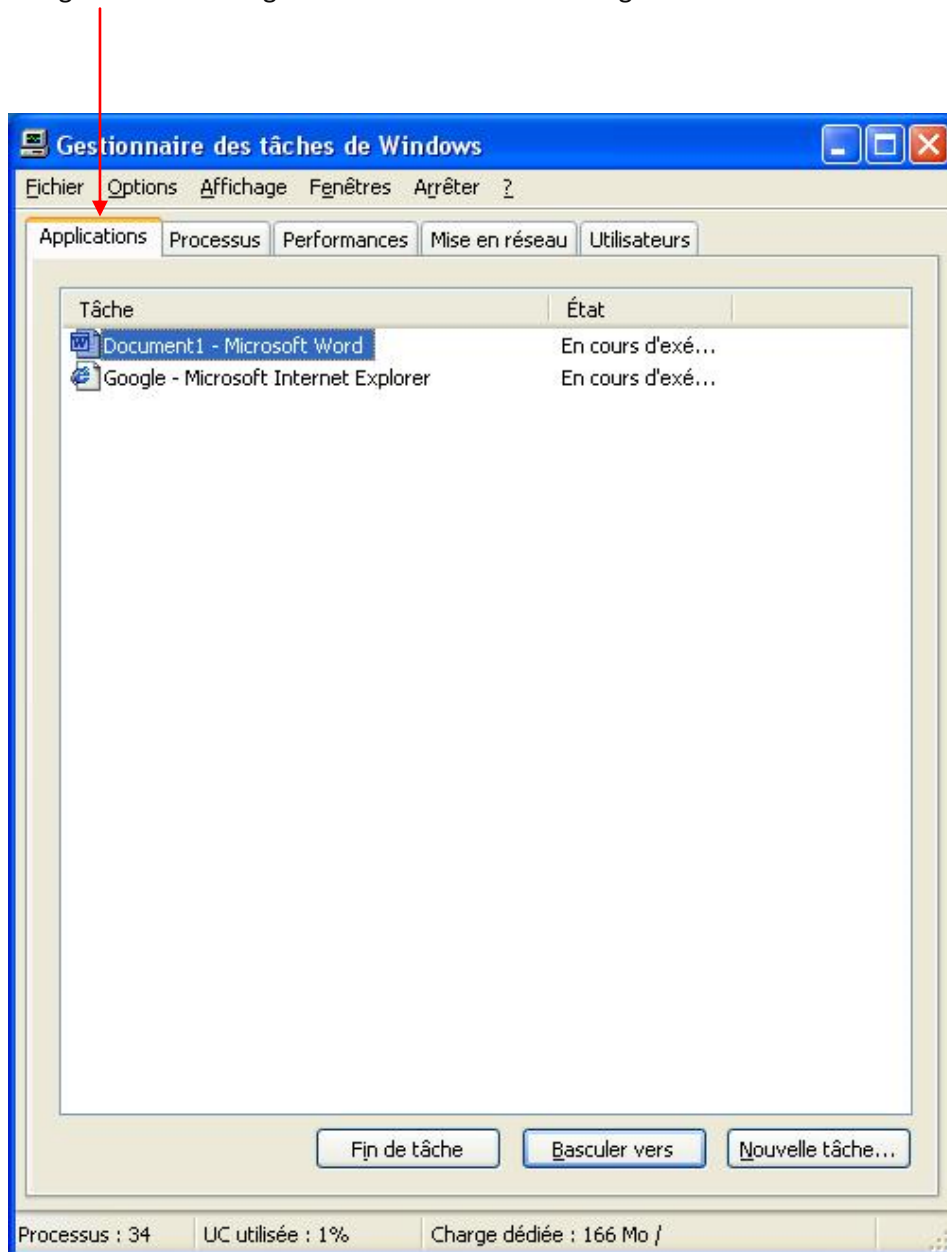 Gestionnaire des tâches de Windows
Fichier Options Affichage Fenêtres Arrêter ?
Applications Processus Performances Mise en réseau Utilisateurs
Tâche État
Document1 - Microsoft Word En cours d'exé...
Google - Microsoft Internet Explorer En cours d'exé...
Fin de tâche Basculer vers Nouvelle tâche...
Processus : 34 UC utilisée : 1% Charge dédiée : 166 Mo /